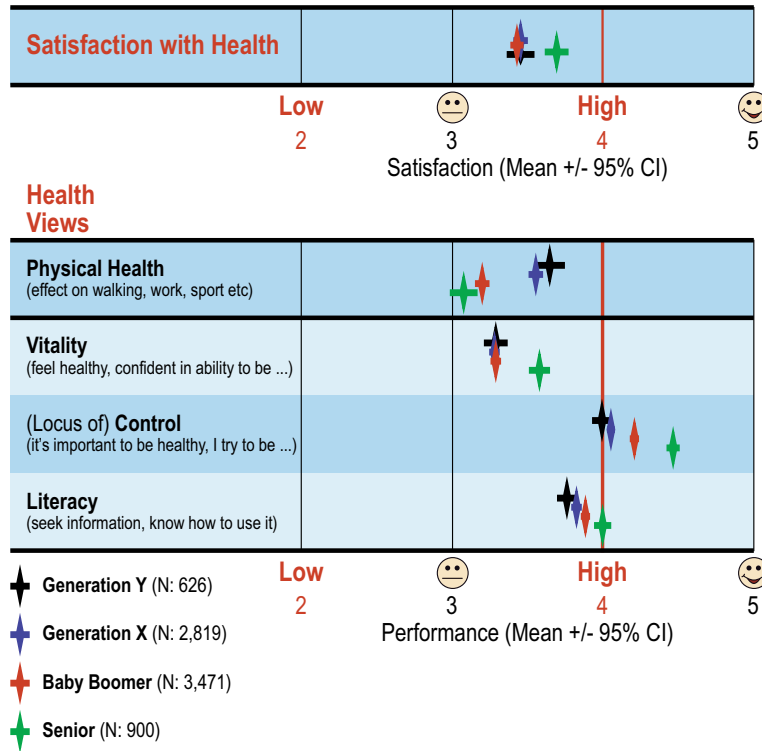 Satisfaction with Health
Low
High
2
3
4
5
Satisfaction (Mean +/- 95% CI)
Health
Views
Physical Health
(effect on walking, work, sport etc)
Vitality
(feel healthy, confident in ability to be ...)
(Locus of) Control
(it's important to be healthy, I try to be ...)
Literacy
(seek information, know how to use it)
Low
High
2
3
4
5
Performance (Mean +/- 95% CI)
Generation Y (N: 626)
Generation X (N: 2,819)
Baby Boomer (N: 3,471)
Senior (N: 900)